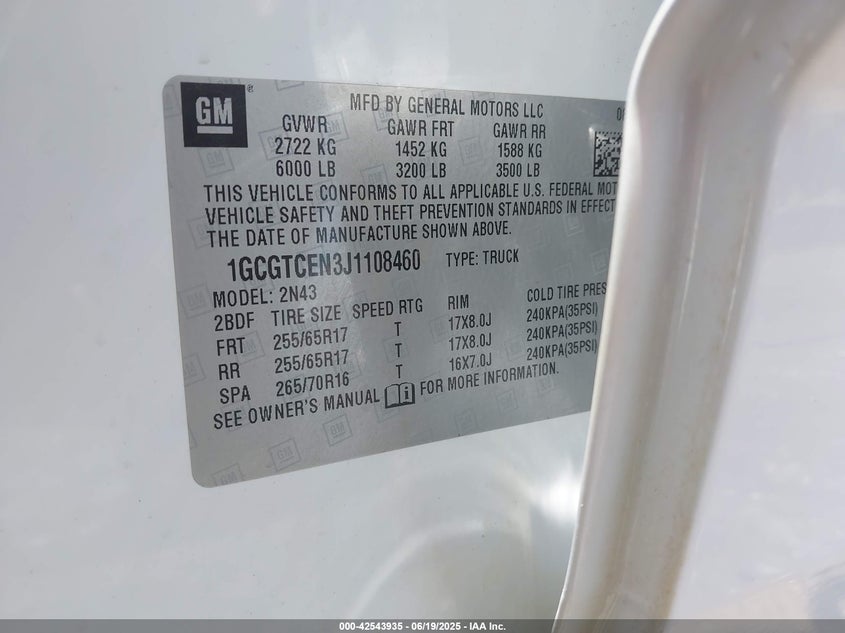 GM ®
MFD BY GENERAL MOTORS LLC
GVWR GAWR FRT GAWR RR
2722 KG 1452 KG 1588 KG
6000 LB 3200 LB 3500 LB
THIS VEHICLE CONFORMS TO ALL APPLICABLE U.S. FEDERAL
VEHICLE SAFETY AND THEFT PREVENTION STANDARDS IN EFFECT
THE DATE OF MANUFACTURE SHOWN ABOVE.
1GCGTCEN3J1108460 TYPE: TRUCK
MODEL: 2N43
2BDF TIRE SIZE SPEED RTG RIM COLD TIRE PRES
FRT 255/65R17 T 17X8.0J 240KPA(35PSI)
RR 255/65R17 T 17X8.0J 240KPA(35PSI)
SPA 265/70R16 T 16X7.0J 240KPA(35PSI)
SEE OWNER'S MANUAL FOR MORE INFORMATION.
000-42543935 - 06/19/2025 - IAA Inc.